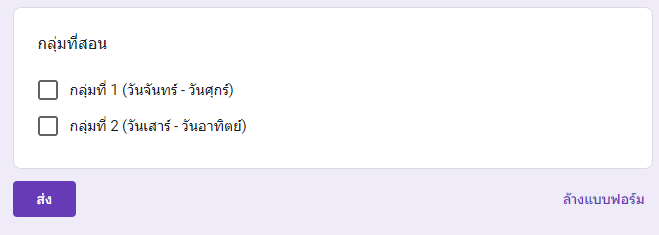 กลุ่มที่สอน
กลุ่มที่ 1 (วันจันทร์ - วันศุกร์)
กลุ่มที่ 2 (วันเสาร์ - วันอาทิตย์)
ส่ง
ล้างแบบฟอร์ม